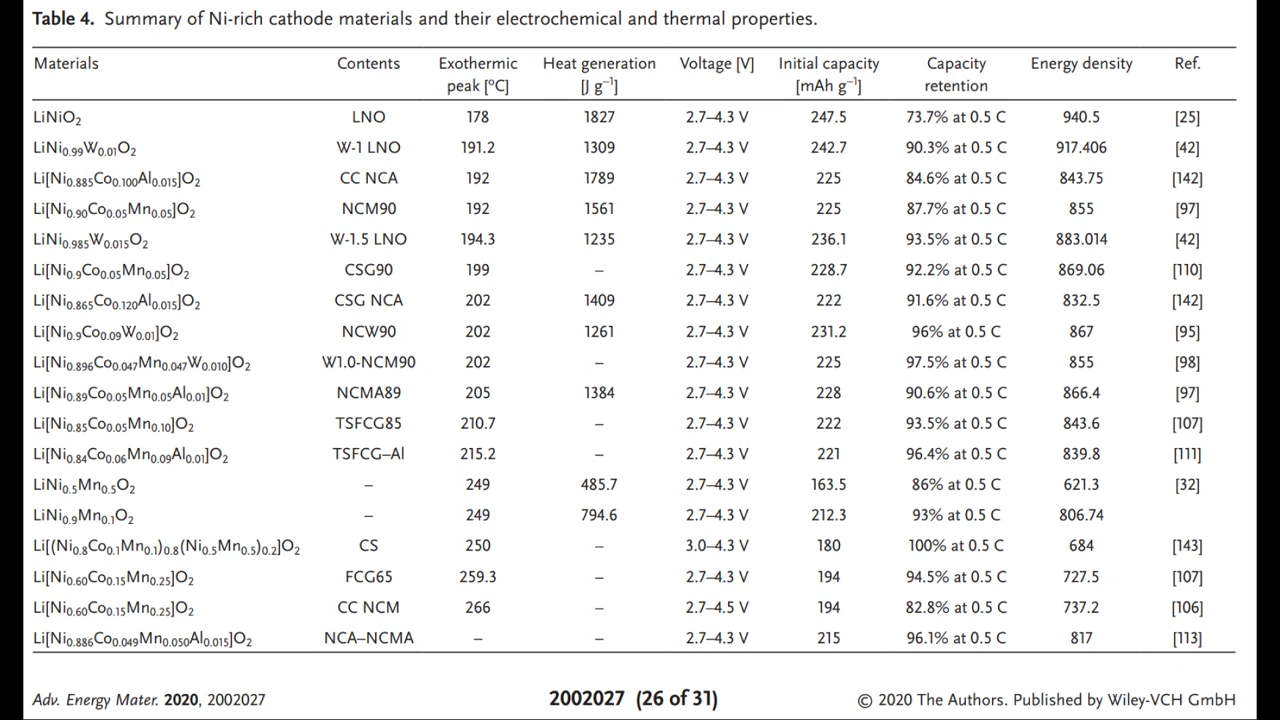 Table 4. Summary of Ni-rich cathode materials and their electrochemical and thermal properties.
Materials Contents Exothermic peak [°C] Heat generation [J g⁻¹] Voltage [V] Initial capacity [mAh g⁻¹] Capacity retention Energy density Ref.
LiNiO₂ LNO 178 1827 2.7–4.3 V 247.5 73.7% at 0.5 C 940.5 [25]
LiNi₀.₉₉W₀.₀₁O₂ W-1 LNO 191.2 1309 2.7–4.3 V 242.7 90.3% at 0.5 C 917.406 [42]
Li[Ni₀.₈₈₅Co₀.₁₀₀Al₀.₀₁₅]O₂ CC NCA 192 1789 2.7–4.3 V 225 84.6% at 0.5 C 843.75 [142]
Li[Ni₀.₉₀Co₀.₀₅Mn₀.₀₅]O₂ NCM90 192 1561 2.7–4.3 V 225 87.7% at 0.5 C 855 [97]
LiNi₀.₉₈₅W₀.₀₁₅O₂ W-1.5 LNO 194.3 1235 2.7–4.3 V 236.1 93.5% at 0.5 C 883.014 [42]
Li[Ni₀.₉Co₀.₀₅Mn₀.₀₅]O₂ CSG90 199 – 2.7–4.3 V 228.7 92.2% at 0.5 C 869.06 [110]
Li[Ni₀.₈₆₅Co₀.₁₂₀Al₀.₀₁₅]O₂ CSG NCA 202 1409 2.7–4.3 V 222 91.6% at 0.5 C 832.5 [142]
Li[Ni₀.₉Co₀.₀₉W₀.₀₁]O₂ NCW90 202 1261 2.7–4.3 V 231.2 96% at 0.5 C 867 [95]
Li[Ni₀.₈₉₆Co₀.₀₄₇Mn₀.₀₄₇W₀.₀₁₀]O₂ W1.0-NCM90 202 – 2.7–4.3 V 225 97.5% at 0.5 C 855 [98]
Li[Ni₀.₈₉Co₀.₀₅Mn₀.₀₅Al₀.₀₁]O₂ NCMA89 205 1384 2.7–4.3 V 228 90.6% at 0.5 C 866.4 [97]
Li[Ni₀.₈₅Co₀.₀₅Mn₀.₁₀]O₂ TSFCG85 210.7 – 2.7–4.3 V 222 93.5% at 0.5 C 843.6 [107]
Li[Ni₀.₈₄Co₀.₀₆Mn₀.₀₉Al₀.₀₁]O₂ TSFCG–Al 215.2 – 2.7–4.3 V 221 96.4% at 0.5 C 839.8 [111]
LiNi₀.₅Mn₀.₅O₂ – 249 485.7 2.7–4.3 V 163.5 86% at 0.5 C 621.3 [32]
LiNi₀.₉Mn₀.₁O₂ – 249 794.6 2.7–4.3 V 212.3 93% at 0.5 C 806.74
Li[(Ni₀.₈Co₀.₁Mn₀.₁)₀.₈(Ni₀.₅Mn₀.₅)₀.₂]O₂ CS 250 – 3.0–4.3 V 180 100% at 0.5 C 684 [143]
Li[Ni₀.₆₀Co₀.₁₅Mn₀.₂₅]O₂ FCG65 259.3 – 2.7–4.3 V 194 94.5% at 0.5 C 727.5 [107]
Li[Ni₀.₆₀Co₀.₁₅Mn₀.₂₅]O₂ CC NCM 266 – 2.7–4.5 V 194 82.8% at 0.5 C 737.2 [106]
Li[Ni₀.₈₈₆Co₀.₀₄₉Mn₀.₀₅₀Al₀.₀₁₅]O₂ NCA–NCMA – – 2.7–4.3 V 215 96.1% at 0.5 C 817 [113]
Adv. Energy Mater. 2020, 2002027 2002027 (26 of 31) © 2020 The Authors. Published by Wiley-VCH GmbH